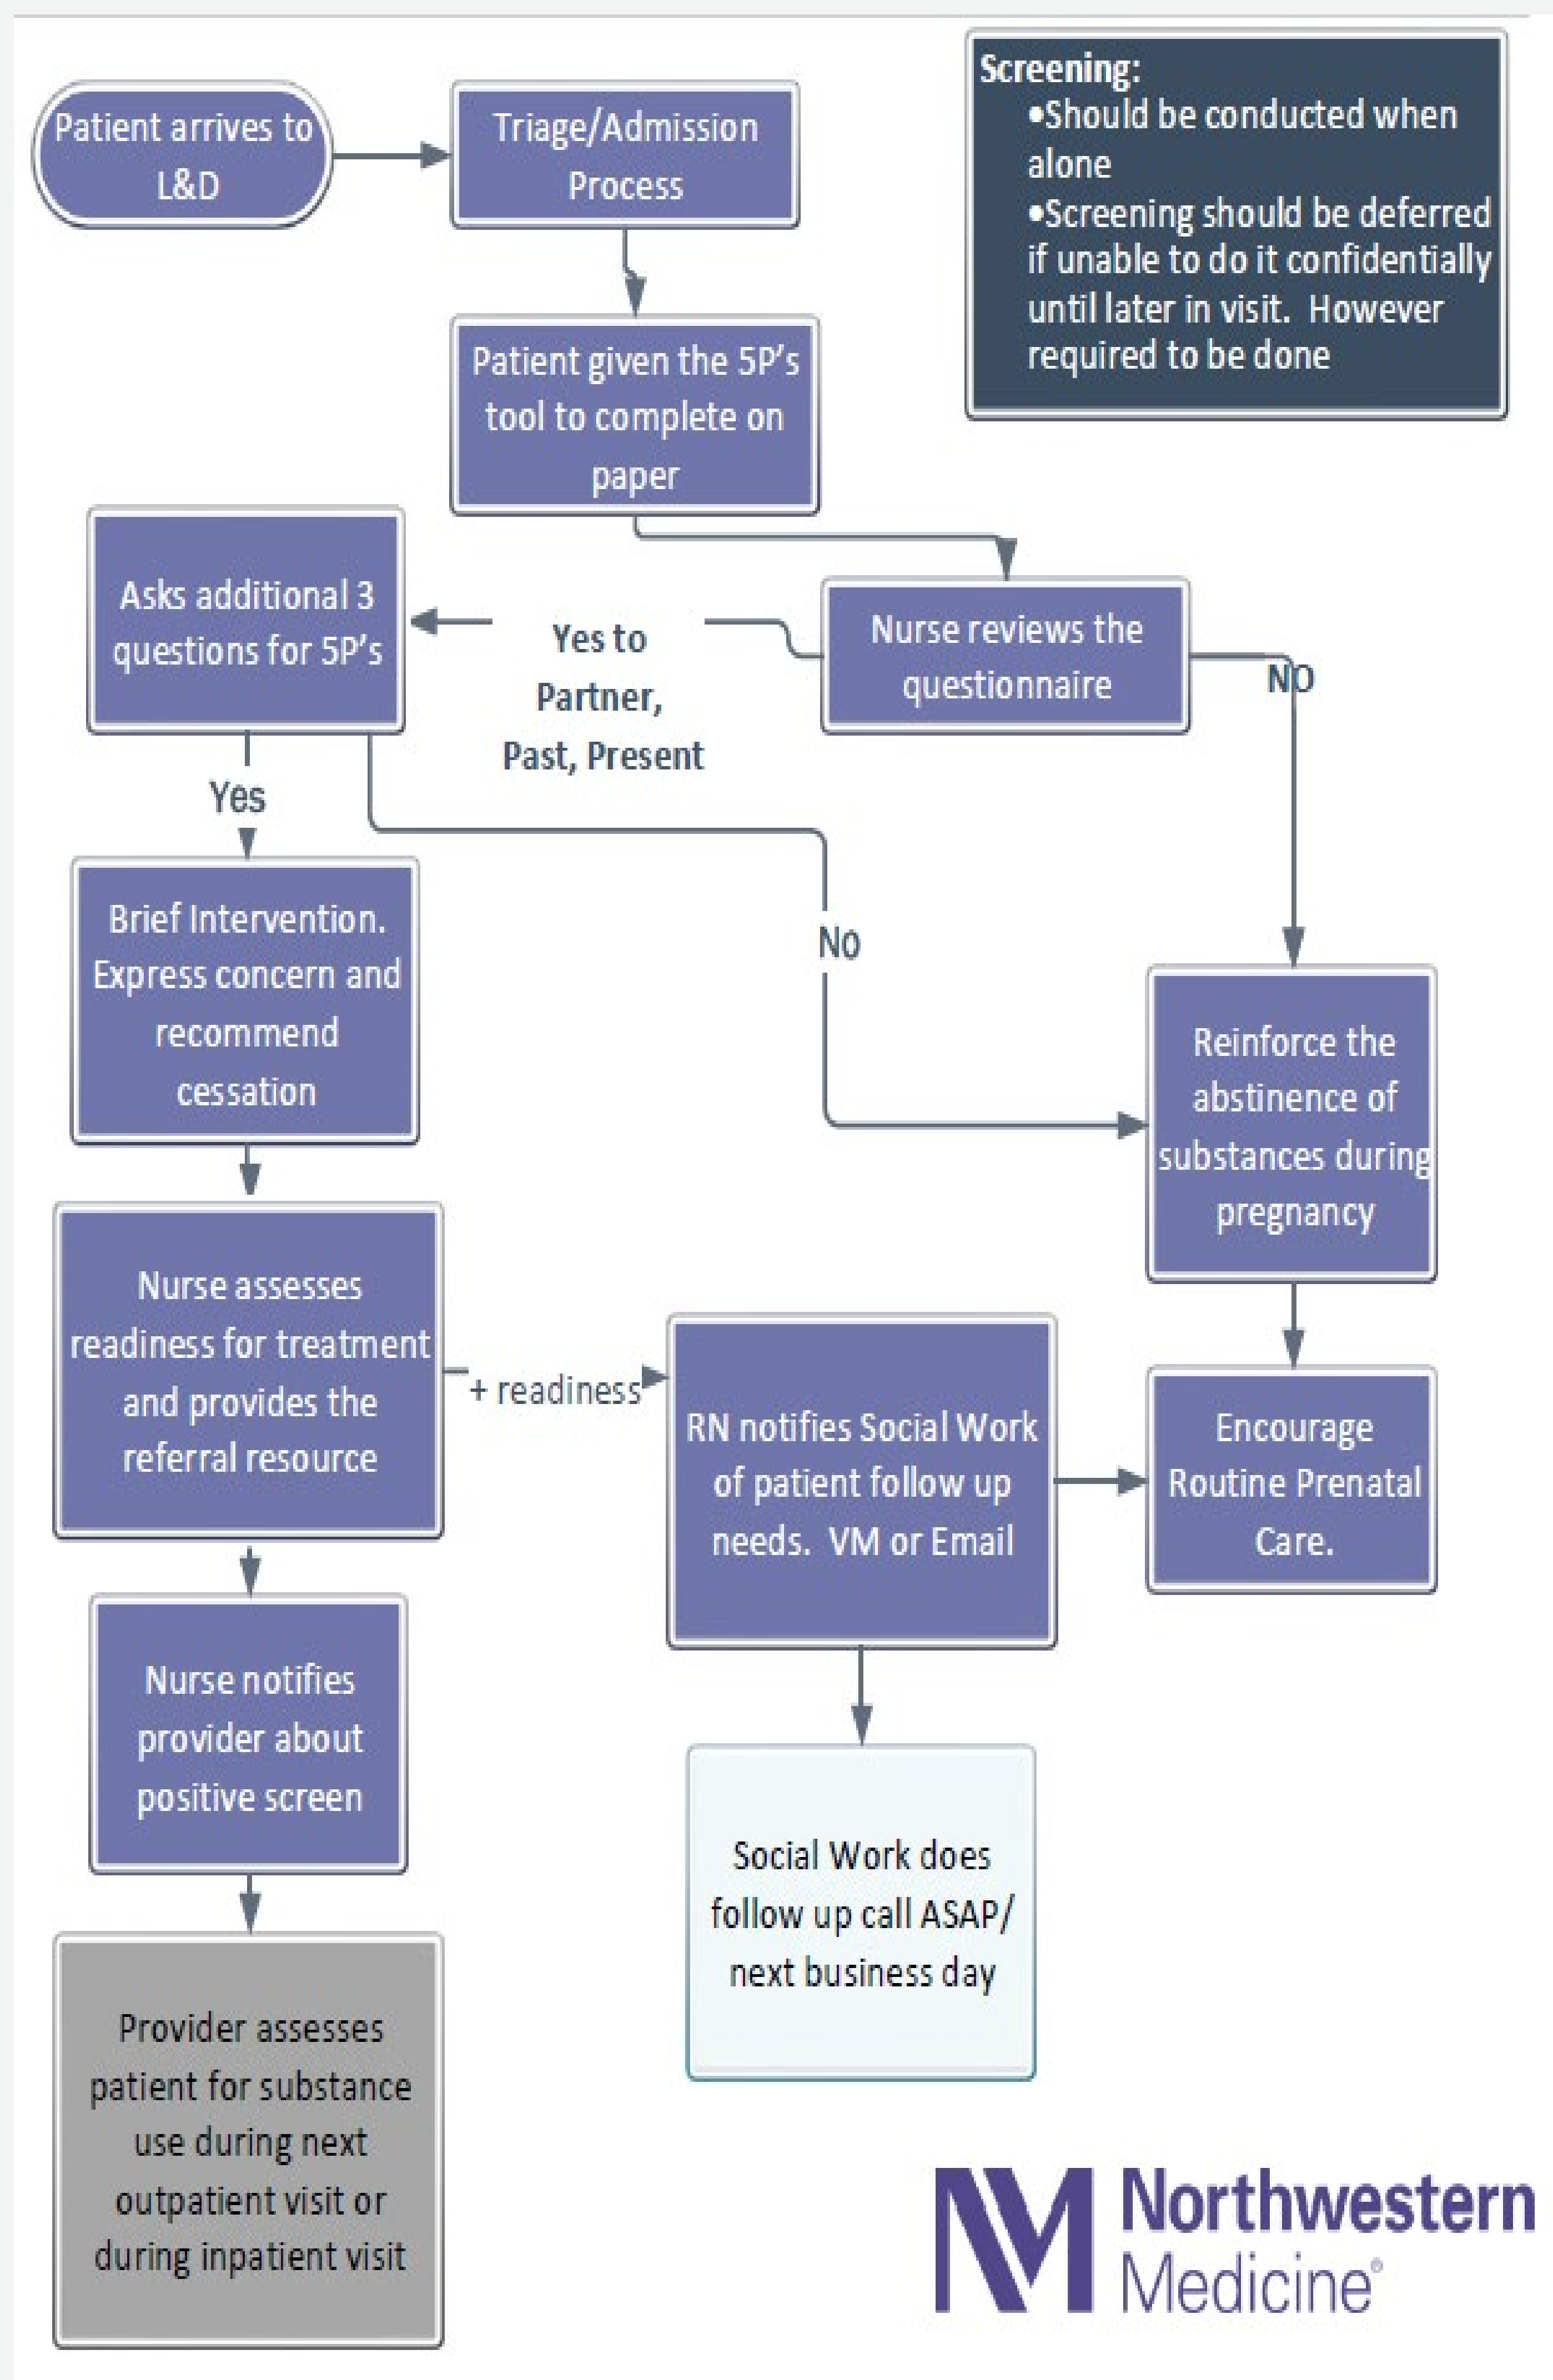 Patient arrives to
L&D
Triage/Admission
Process
Screening:
•Should be conducted when
alone
•Screening should be deferred
if unable to do it confidentially
until later in visit.  However
required to be done
Patient given the 5P's
tool to complete on
paper
Asks additional 3
questions for 5P's
Yes to
Partner,
Past, Present
Nurse reviews the
questionnaire
NO
Yes
No
Brief Intervention.
Express concern and
recommend
cessation
Reinforce the
abstinence of
substances during
pregnancy
Nurse assesses
readiness for treatment
and provides the
referral resource
+ readiness
RN notifies Social Work
of patient follow up
needs.  VM or Email
Encourage
Routine Prenatal
Care.
Nurse notifies
provider about
positive screen
Social Work does
follow up call ASAP/
next business day
Provider assesses
patient for substance
use during next
outpatient visit or
during inpatient visit
NM
Northwestern
Medicine®